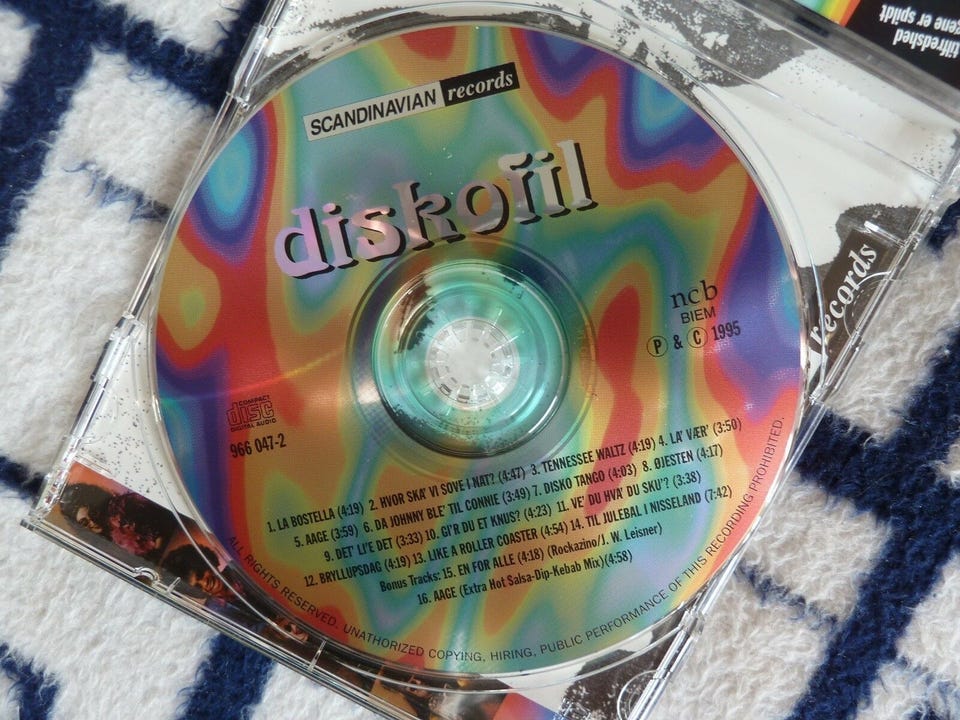 tilfredshed
gene er spildt
SCANDINAVIAN records
diskofil
records
ncb
BIEM
Ⓟ & Ⓒ 1995
COMPACT
disc
DIGITAL AUDIO
966 047-2
1. LA BOSTELLA (4:19) 2. HVOR SKA' VI SOVE I NAT? (4:47) 3. TENNESSEE WALTZ (4:19) 4. LA' VÆR' (3:50)
5. AAGE (3:59) 6. DA JOHNNY BLE' TIL CONNIE (3:49) 7. DISKO TANGO (4:03) 8. ØJESTEN (4:17)
9. DET' LI'E DET (3:33) 10. GI'R DU ET KNUS? (4:23) 11. VE' DU HVA' DU SKU'? (3:38)
12. BRYLLUPSDAG (4:19) 13. LIKE A ROLLER COASTER (4:54) 14. TIL JULEBAL I NISSELAND (7:42)
Bonus Tracks: 15. EN FOR ALLE (4:18) (Rockazino/J. W. Leisner)
16. AAGE (Extra Hot Salsa-Dip-Kebab Mix)(4:58)
ALL RIGHTS RESERVED. UNATHORIZED COPYING, HIRING, PUBLIC PERFORMANCE OF THIS RECORDING PROHIBITED.